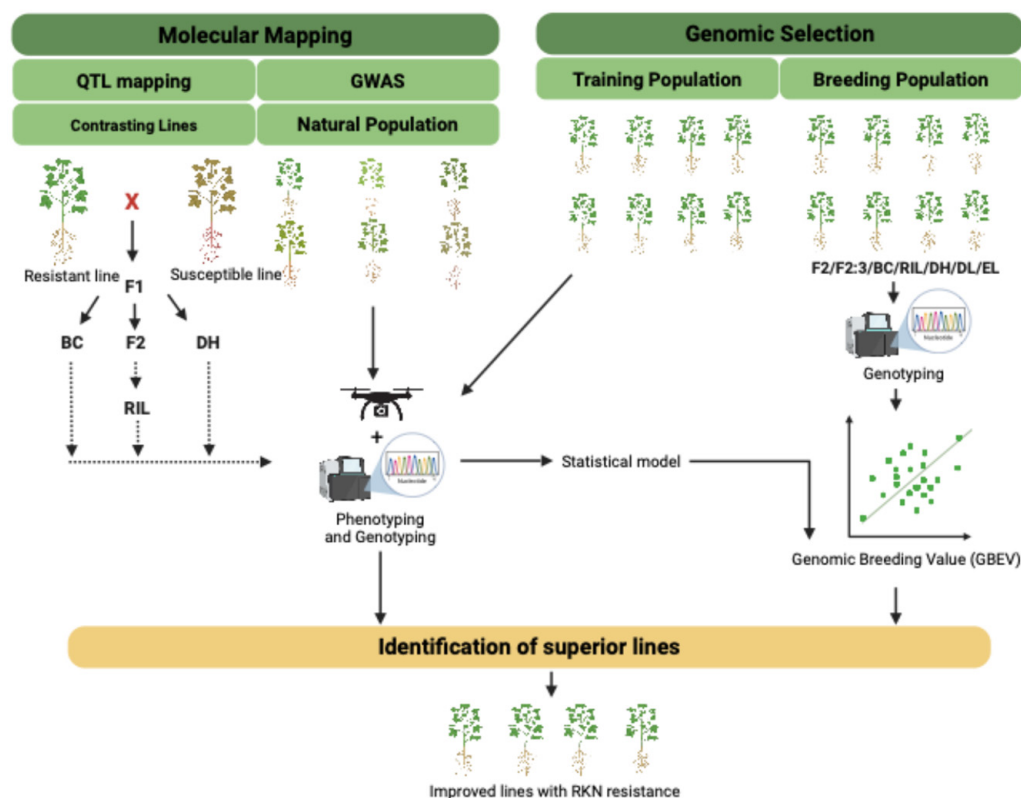 Molecular Mapping
Genomic Selection
QTL mapping
GWAS
Training Population
Breeding Population
Contrasting Lines
Natural Population
X
Resistant line
Susceptible line
F1
BC
F2
DH
RIL
F2/F2:3/BC/RIL/DH/DL/EL
Nucleotide
Genotyping
+
Nucleotide
Statistical model
Phenotyping
and Genotyping
Genomic Breeding Value (GBEV)
Identification of superior lines
Improved lines with RKN resistance